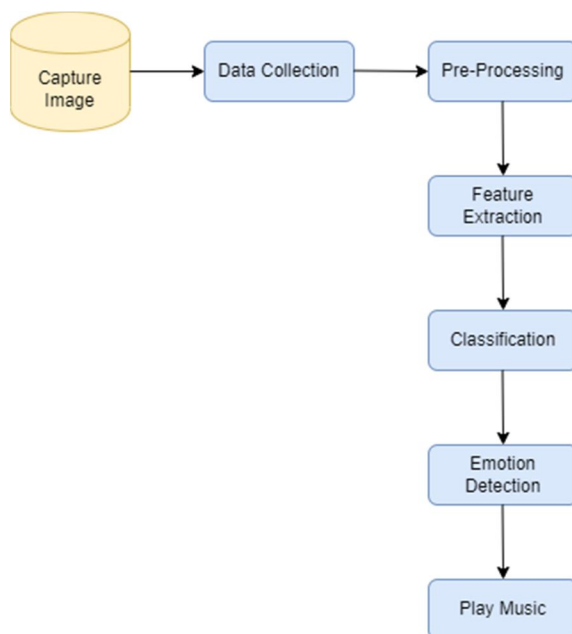 Capture
Image
Data Collection
Pre-Processing
Feature
Extraction
Classification
Emotion
Detection
Play Music